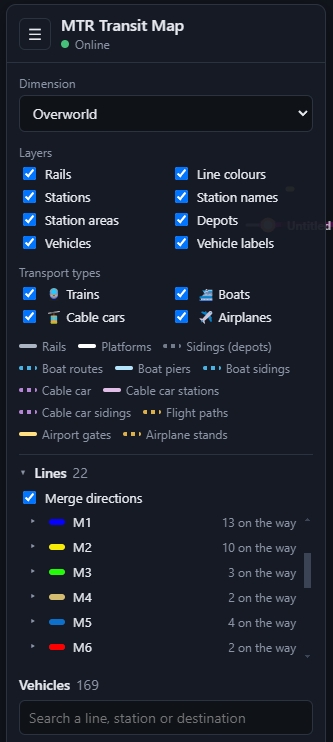 MTR Transit Map
Online
Dimension
Overworld
Layers
Rails Line colours
Stations Station names
Station areas Depots
Vehicles Vehicle labels
Untitled
Transport types
Trains Boats
Cable cars Airplanes
Rails Platforms Sidings (depots)
Boat routes Boat piers Boat sidings
Cable car Cable car stations
Cable car sidings Flight paths
Airport gates Airplane stands
Lines 22
Merge directions
M1 13 on the way
M2 10 on the way
M3 3 on the way
M4 2 on the way
M5 4 on the way
M6 2 on the way
Vehicles 169
Search a line, station or destination